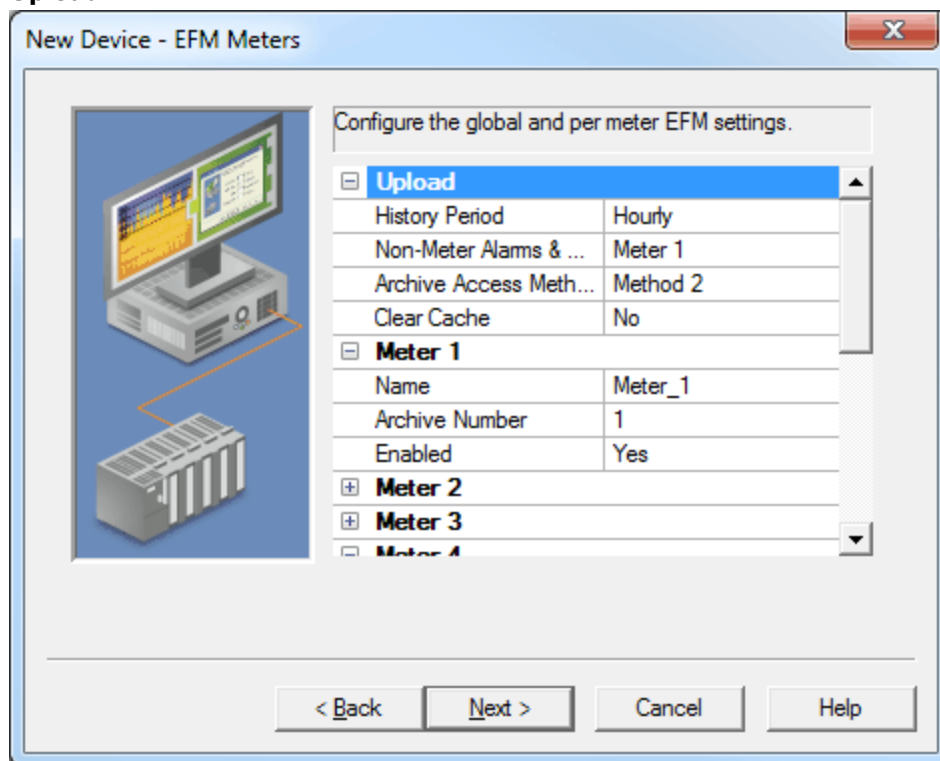 New Device - EFM Meters
Configure the global and per meter EFM settings.
Upload
History Period Hourly
Non-Meter Alarms & ... Meter 1
Archive Access Meth... Method 2
Clear Cache No
Meter 1
Name Meter_1
Archive Number 1
Enabled Yes
Meter 2
Meter 3
Meter 4
< Back Next > Cancel Help